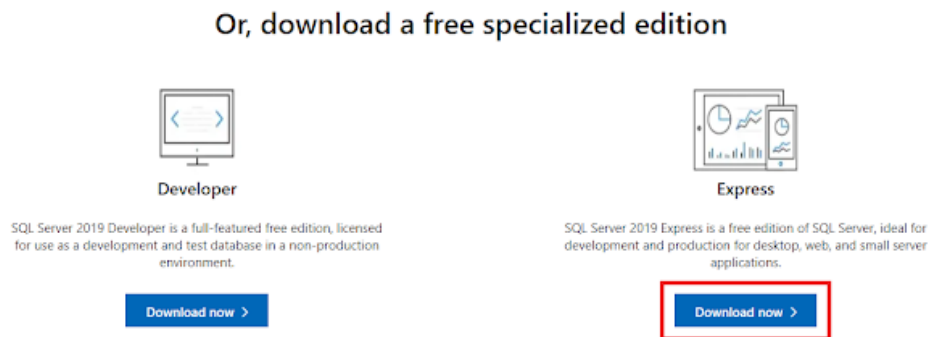 Or, download a free specialized edition
Developer
SQL Server 2019 Developer is a full-featured free edition, licensed
for use as a development and test database in a non-production
environment.
Download now >
Express
SQL Server 2019 Express is a free edition of SQL Server, ideal for
development and production for desktop, web, and small server
applications.
Download now >